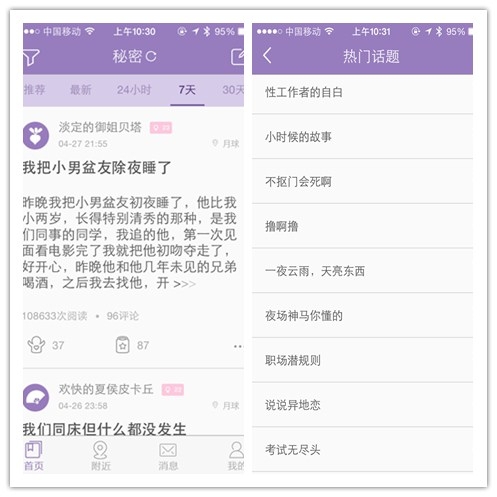 中国移动 上午10:30 95%
秘密
推荐 最新 24小时 7天 30天
淡定的御姐贝塔 ♀ 23
04-27 21:55 月球
我把小男盆友除夜睡了
昨晚我把小男盆友初夜睡了,他比我
小两岁,长得特别清秀的那种,是我
们同事的同学,我追的他,第一次见
面看电影完了我就把他初吻夺走了,
好开心,昨晚他和他几年未见的兄弟
喝酒,之后我去找他,开 >>>
108633次阅读 • 96评论
37 87
欢快的夏侯皮卡丘
04-26 23:58 月球
我们同床但什么都没发生
首页 附近 消息 我的
中国移动 上午10:31 95%
热门话题
性工作者的自白
小时候的故事
不抠门会死啊
撸啊撸
一夜云雨,天亮东西
夜场神马你懂的
职场潜规则
说说异地恋
考试无尽头